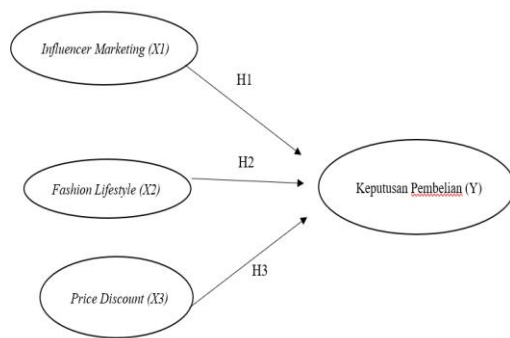 Influencer Marketing (X1)
H1
H2
Fashion Lifestyle (X2)
Keputusan Pembelian (Y)
H3
Price Discount (X3)